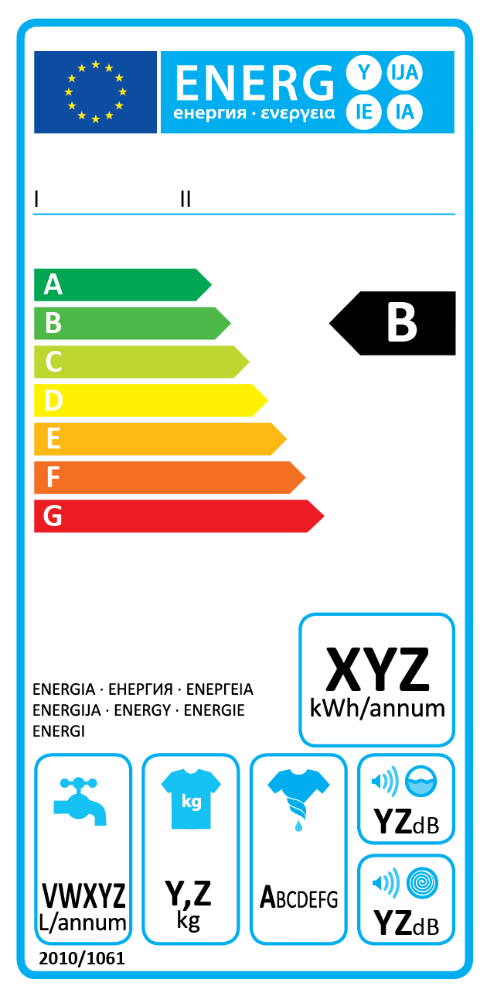 ENERG Y IJA
енергия · ενεργεια IE IA
I II
A
B
B
C
D
E
F
G
XYZ
kWh/annum
ENERGIA · ЕНЕРГИЯ · ΕΝΕΡΓΕΙΑ
ENERGIJA · ENERGY · ENERGIE
ENERGI
kg
YZdB
VWXYZ
L/annum
Y,Z
kg
ABCDEFG
YZdB
2010/1061